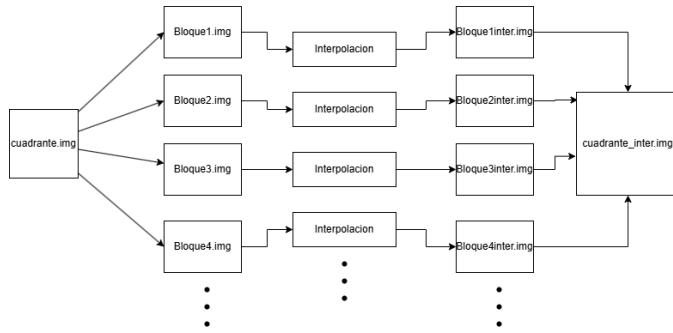 Bloque1.img
Interpolacion
Bloque1inter.img
Bloque2.img
Interpolacion
Bloque2inter.img
cuadrante.img
cuadrante_inter.img
Bloque3.img
Interpolacion
Bloque3inter.img
Bloque4.img
Interpolacion
Bloque4inter.img